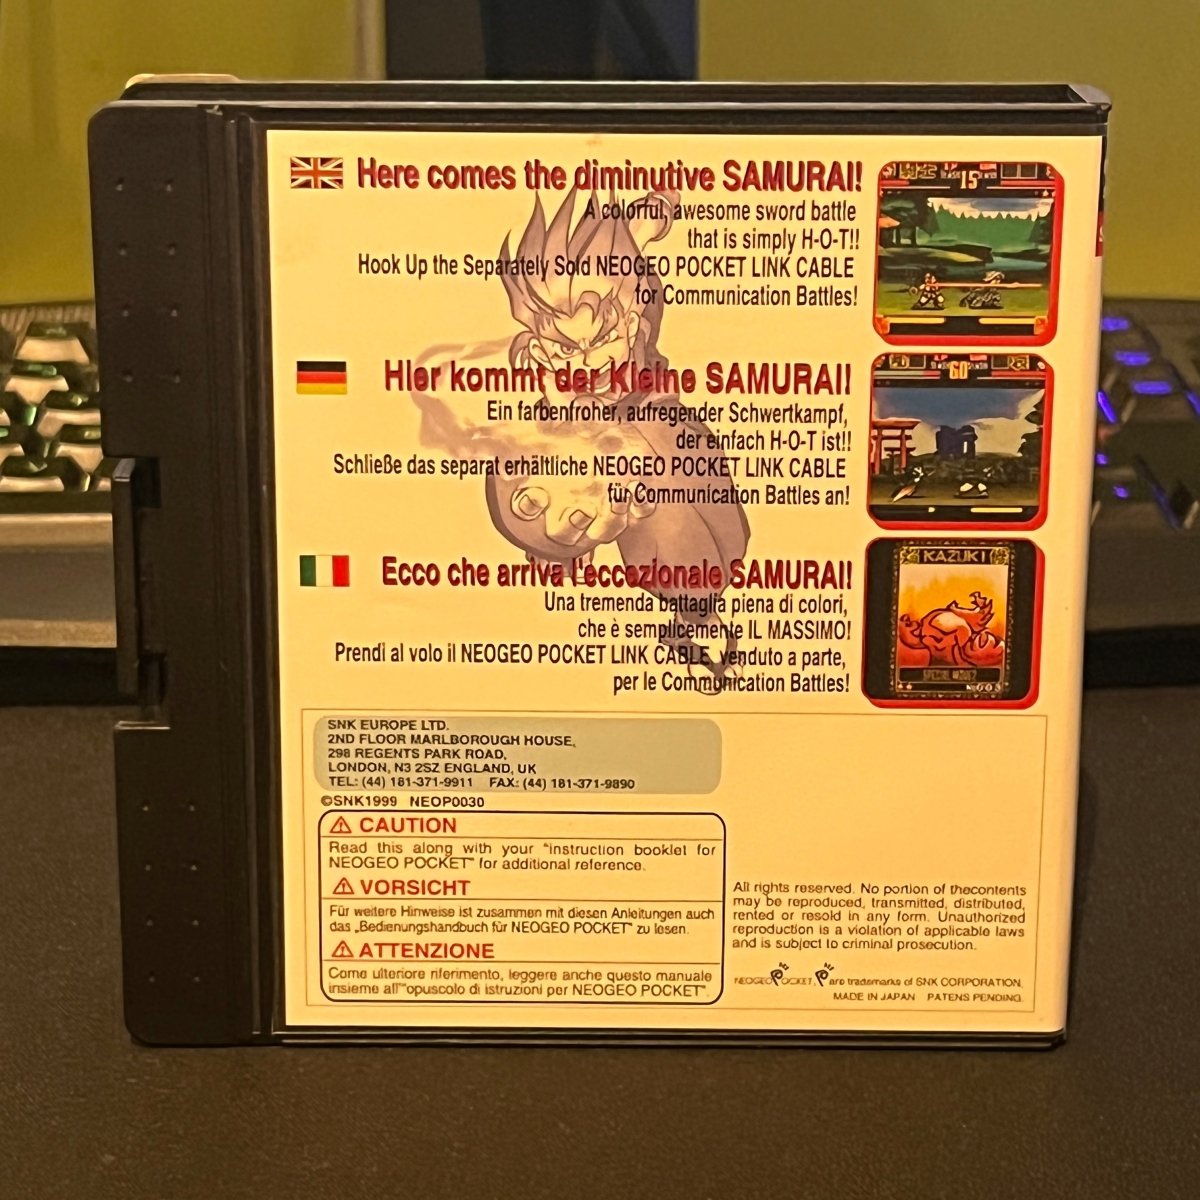 Here comes the diminutive SAMURAI!
A colorful, awesome sword battle
that is simply H-O-T!!
Hook Up the Separately Sold NEOGEO POCKET LINK CABLE
for Communication Battles!
15
Hier kommt der Kleine SAMURAI!
Ein farbenfroher, aufregender Schwertkampf,
der einfach H-O-T ist!!
Schließe das separat erhältliche NEOGEO POCKET LINK CABLE
für Communication Battles an!
60
Ecco che arriva l'eccezionale SAMURAI!
Una tremenda battaglia piena di colori,
che è semplicemente IL MASSIMO!
Prendi al volo il NEOGEO POCKET LINK CABLE, venduto a parte,
per le Communication Battles!
KAZUKI
SNK EUROPE LTD.
2ND FLOOR MARLBOROUGH HOUSE,
298 REGENTS PARK ROAD,
LONDON, N3 2SZ ENGLAND, UK
TEL: (44) 181-371-9911 FAX: (44) 181-371-9890
©SNK1999 NEOP0030
CAUTION
Read this along with your "instruction booklet for
NEOGEO POCKET" for additional reference.
VORSICHT
Für weitere Hinweise ist zusammen mit diesen Anleitungen auch
das „Bedienungshandbuch für NEOGEO POCKET" zu lesen.
ATTENZIONE
Come ulteriore riferimento, leggere anche questo manuale
insieme all'"opuscolo di istruzioni per NEOGEO POCKET".
All rights reserved. No portion of thecontents
may be reproduced, transmitted, distributed,
rented or resold in any form. Unauthorized
reproduction is a violation of applicable laws
and is subject to criminal prosecution.
NEOGEO POCKET, P are trademarks of SNK CORPORATION.
MADE IN JAPAN PATENS PENDING.